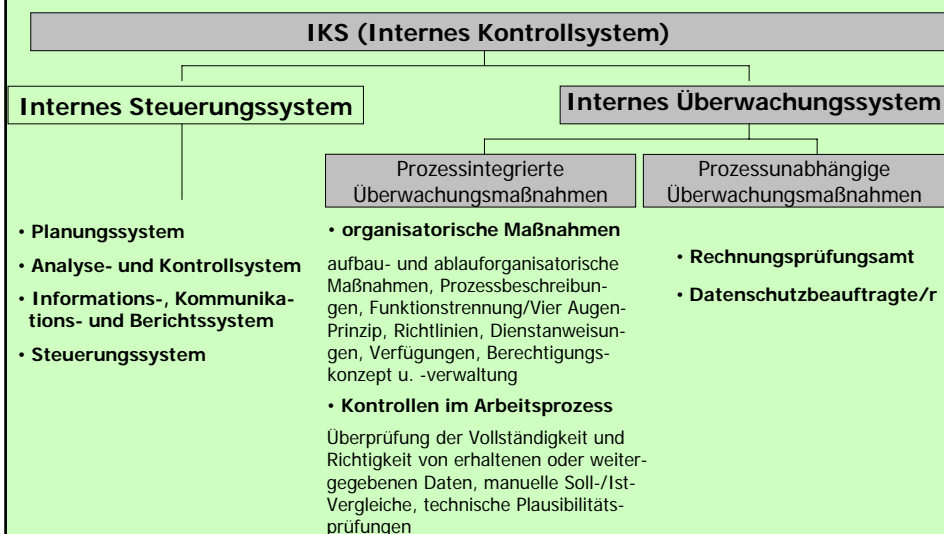 IKS (Internes Kontrollsystem)
Internes Steuerungssystem
• Planungssystem
• Analyse- und Kontrollsystem
• Informations-, Kommunika-
tions- und Berichtssystem
• Steuerungssystem
Internes Überwachungssystem
Prozessintegrierte
Überwachungsmaßnahmen
• organisatorische Maßnahmen
aufbau- und ablauforganisatorische
Maßnahmen, Prozessbeschreibun-
gen, Funktionstrennung/Vier Augen-
Prinzip, Richtlinien, Dienstanweisun-
gen, Verfügungen, Berechtigungs-
konzept u. -verwaltung
• Kontrollen im Arbeitsprozess
Überprüfung der Vollständigkeit und
Richtigkeit von erhaltenen oder weiter-
gegebenen Daten, manuelle Soll-/Ist-
Vergleiche, technische Plausibilitäts-
prüfungen
Prozessunabhängige
Überwachungsmaßnahmen
• Rechnungsprüfungsamt
• Datenschutzbeauftragte/r